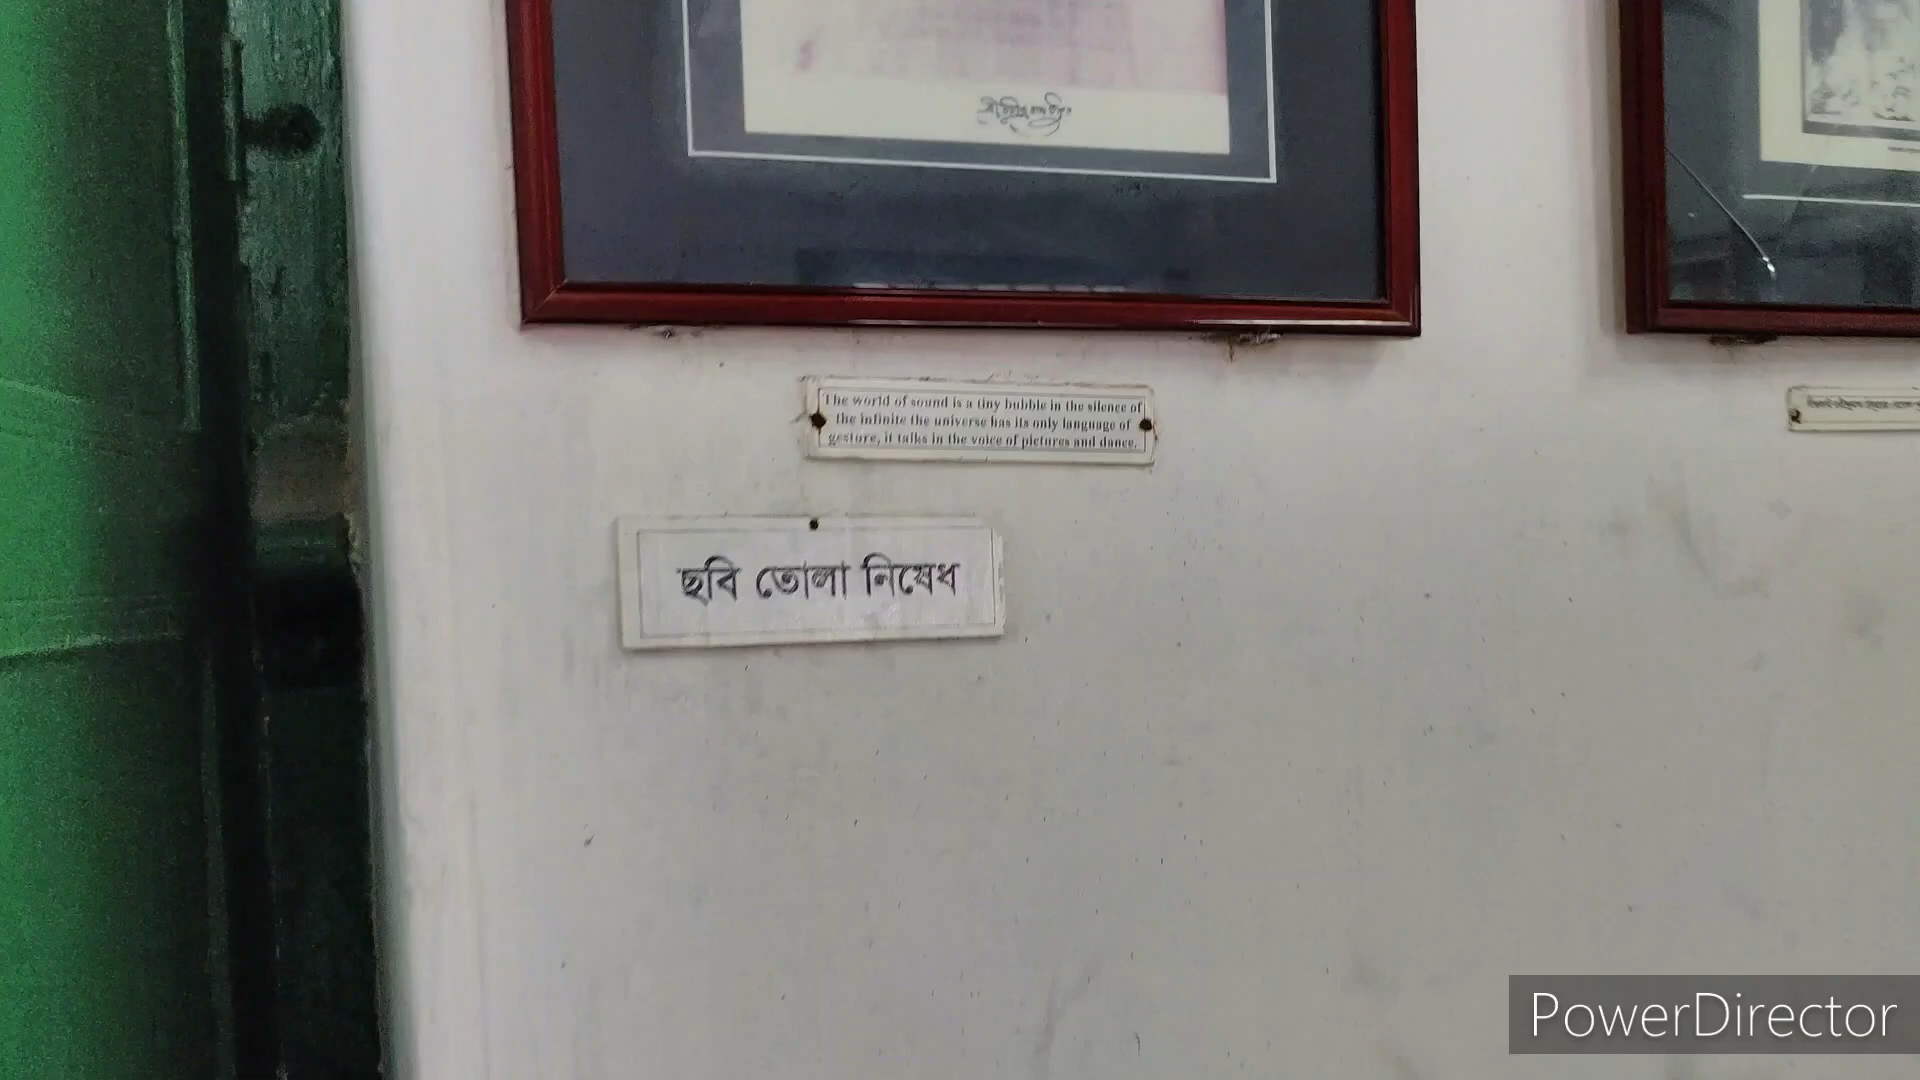 The world of sound is a tiny bubble in the silence of
the infinite the universe has its only language of
gesture, it talks in the voice of pictures and dance.
ছবি তোলা নিষেধ
PowerDirector